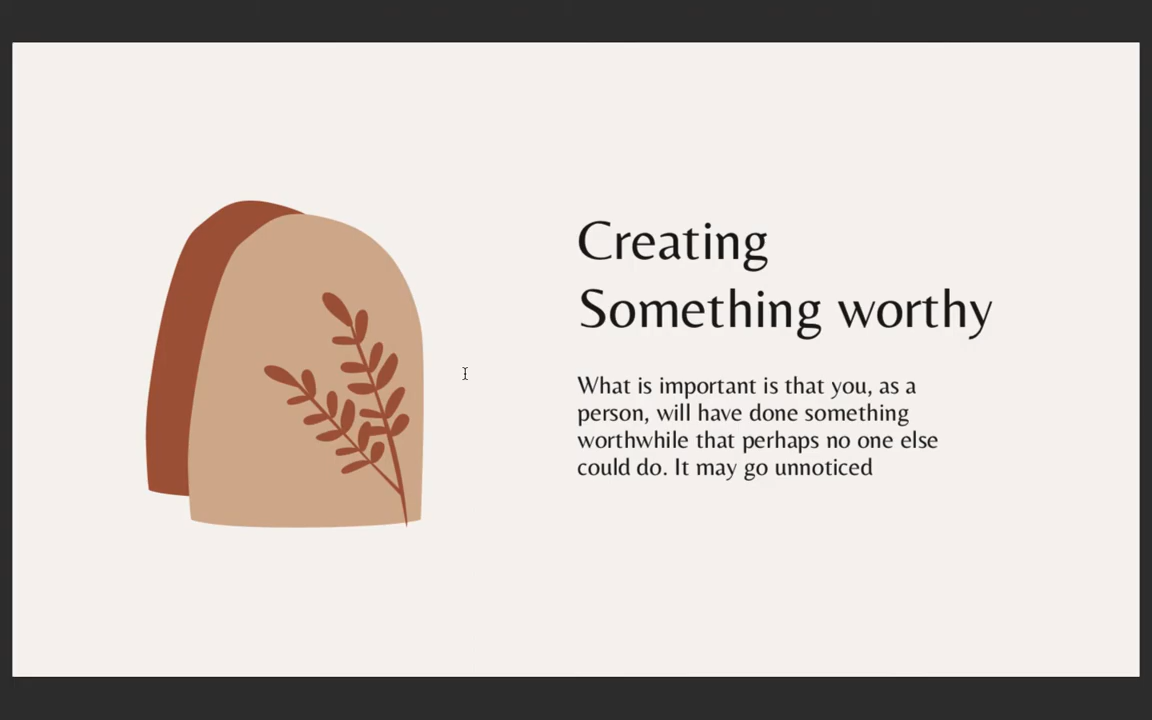 Creating
Something worthy
What is important is that you, as a
person, will have done something
worthwhile that perhaps no one else
could do. It may go unnoticed